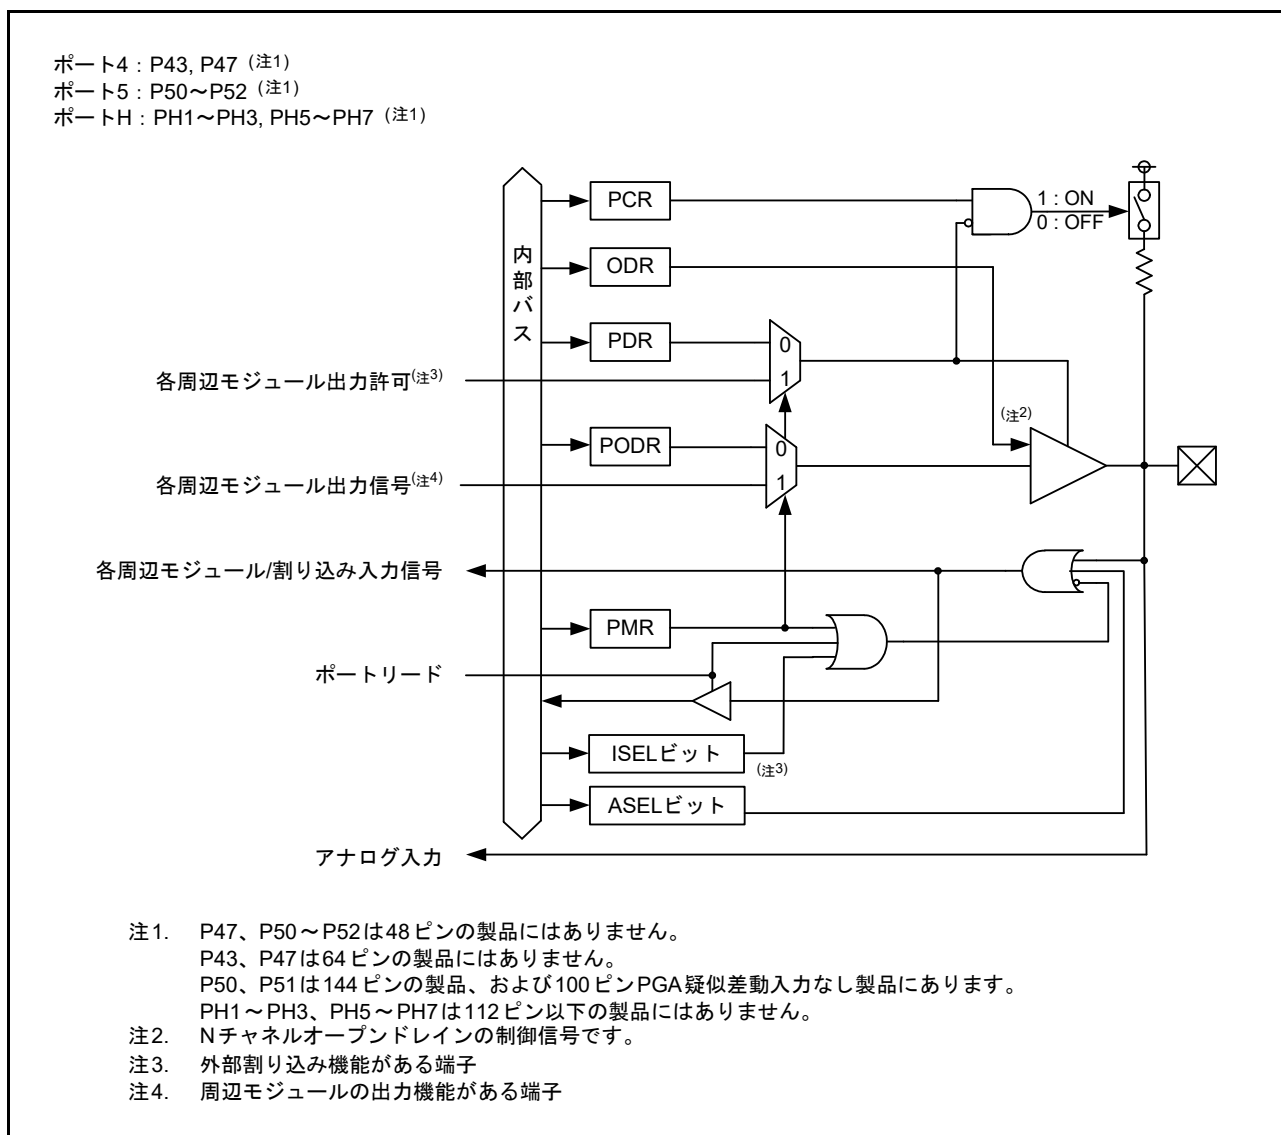 ポート4 : P43, P47 (注1)
ポート5 : P50～P52 (注1)
ポートH : PH1～PH3, PH5～PH7 (注1)
PCR
1 : ON
0 : OFF
内部バス
ODR
PDR
0
1
各周辺モジュール出力許可(注3)
(注2)
PODR
0
1
各周辺モジュール出力信号(注4)
各周辺モジュール/割り込み入力信号
PMR
ポートリード
ISELビット
(注3)
ASELビット
アナログ入力
注1. P47、P50～P52は48ピンの製品にはありません。
P43、P47は64ピンの製品にはありません。
P50、P51は144ピンの製品、および100ピンPGA疑似差動入力なし製品にあります。
PH1～PH3、PH5～PH7は112ピン以下の製品にはありません。
注2. Nチャネルオープンドレインの制御信号です。
注3. 外部割り込み機能がある端子
注4. 周辺モジュールの出力機能がある端子